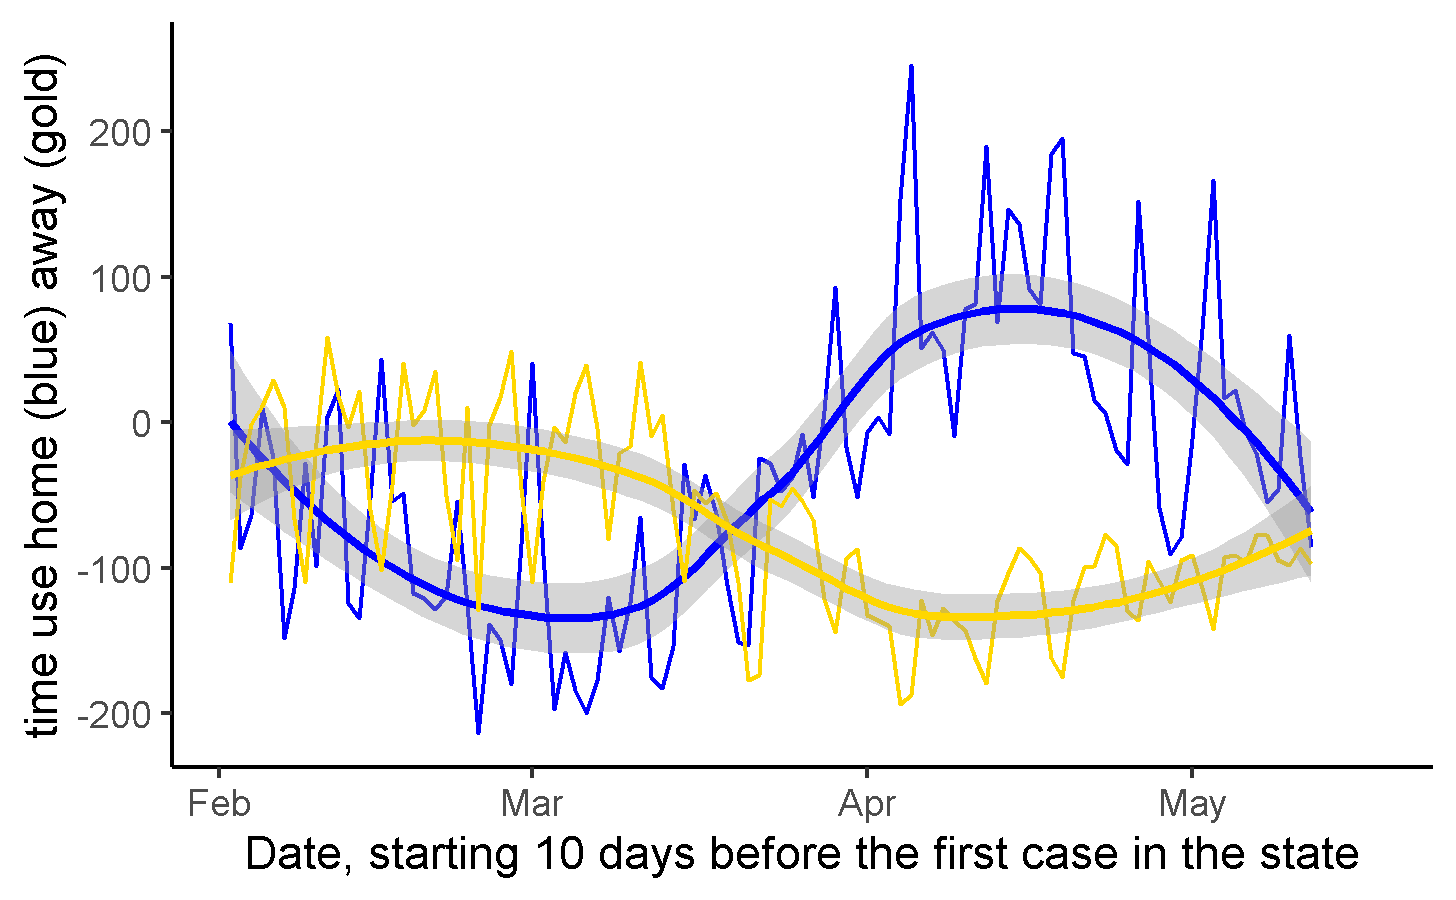 time use home (blue) away (gold)
200
100
0
-100
-200
Feb
Mar
Apr
May
Date, starting 10 days before the first case in the state